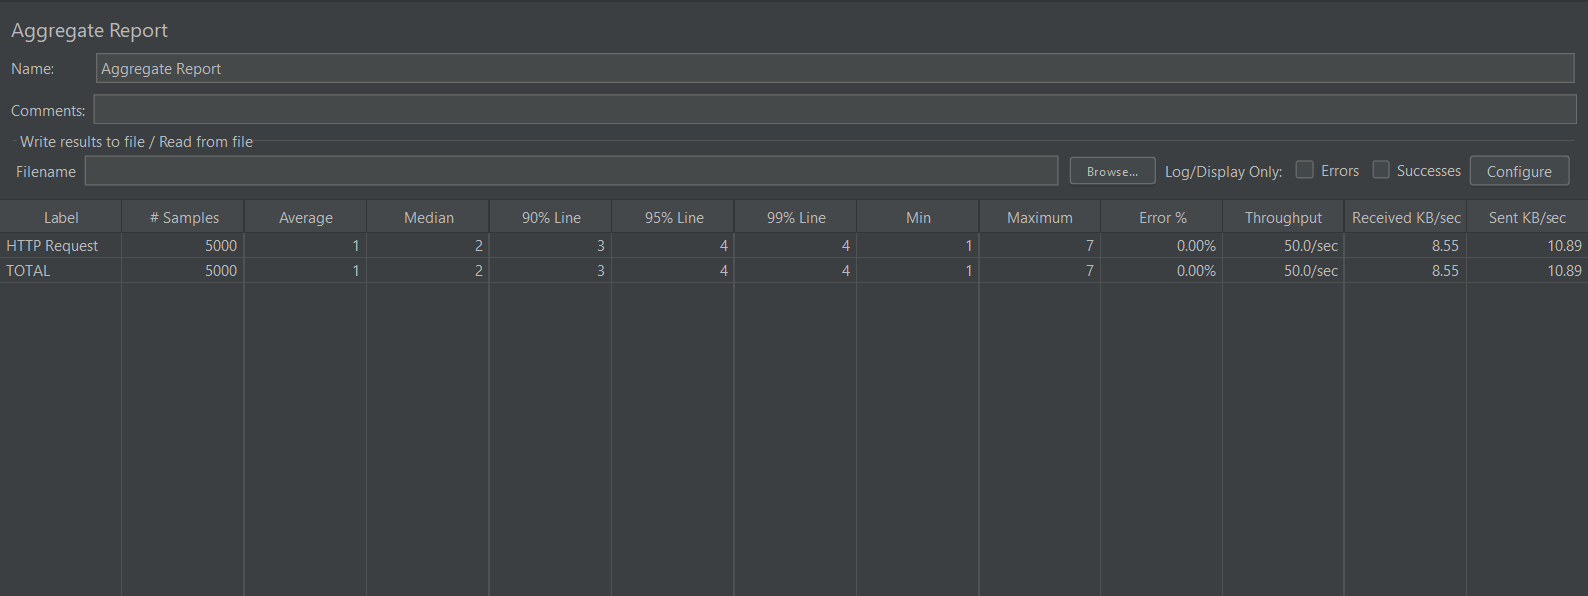 Aggregate Report
Name: Aggregate Report
Comments:
Write results to file / Read from file
Filename Browse... Log/Display Only: Errors Successes Configure
Label # Samples Average Median 90% Line 95% Line 99% Line Min Maximum Error % Throughput Received KB/sec Sent KB/sec
HTTP Request 5000 1 2 3 4 4 1 7 0.00% 50.0/sec 8.55 10.89
TOTAL 5000 1 2 3 4 4 1 7 0.00% 50.0/sec 8.55 10.89